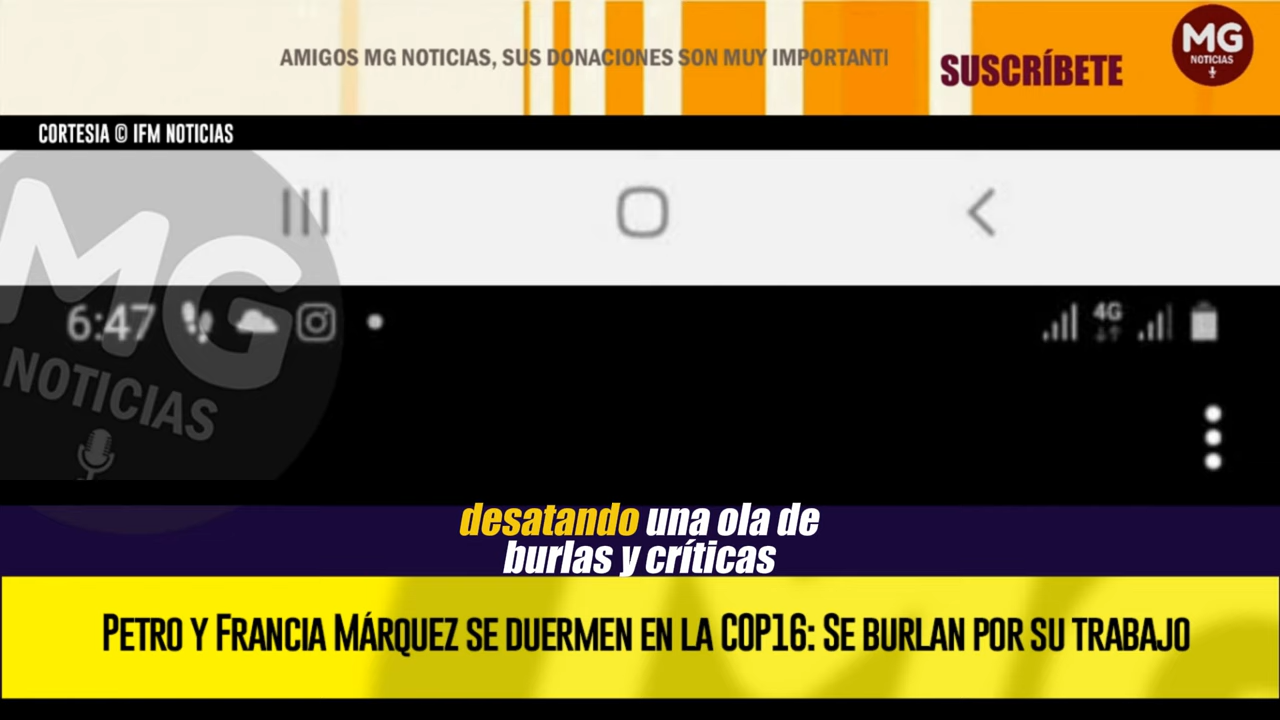 AMIGOS MG NOTICIAS, SUS DONACIONES SON MUY IMPORTANTI
SUSCRÍBETE
MG
NOTICIAS
CORTESIA © IFM NOTICIAS
MG
NOTICIAS
6:47
4G
desatando una ola de
burlas y críticas
PETRO Y FRANCIA MÁRQUEZ SE DUERMEN EN LA COP16: SE BURLAN POR SU TRABAJO